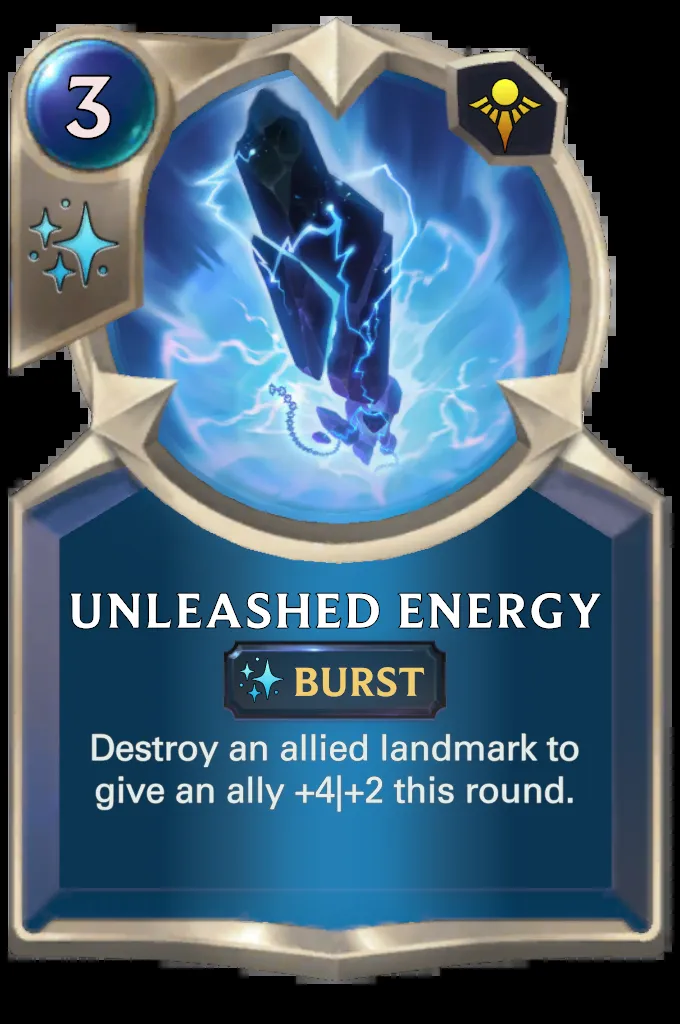 3
UNLEASHED ENERGY
BURST
Destroy an allied landmark to
give an ally +4|+2 this round.